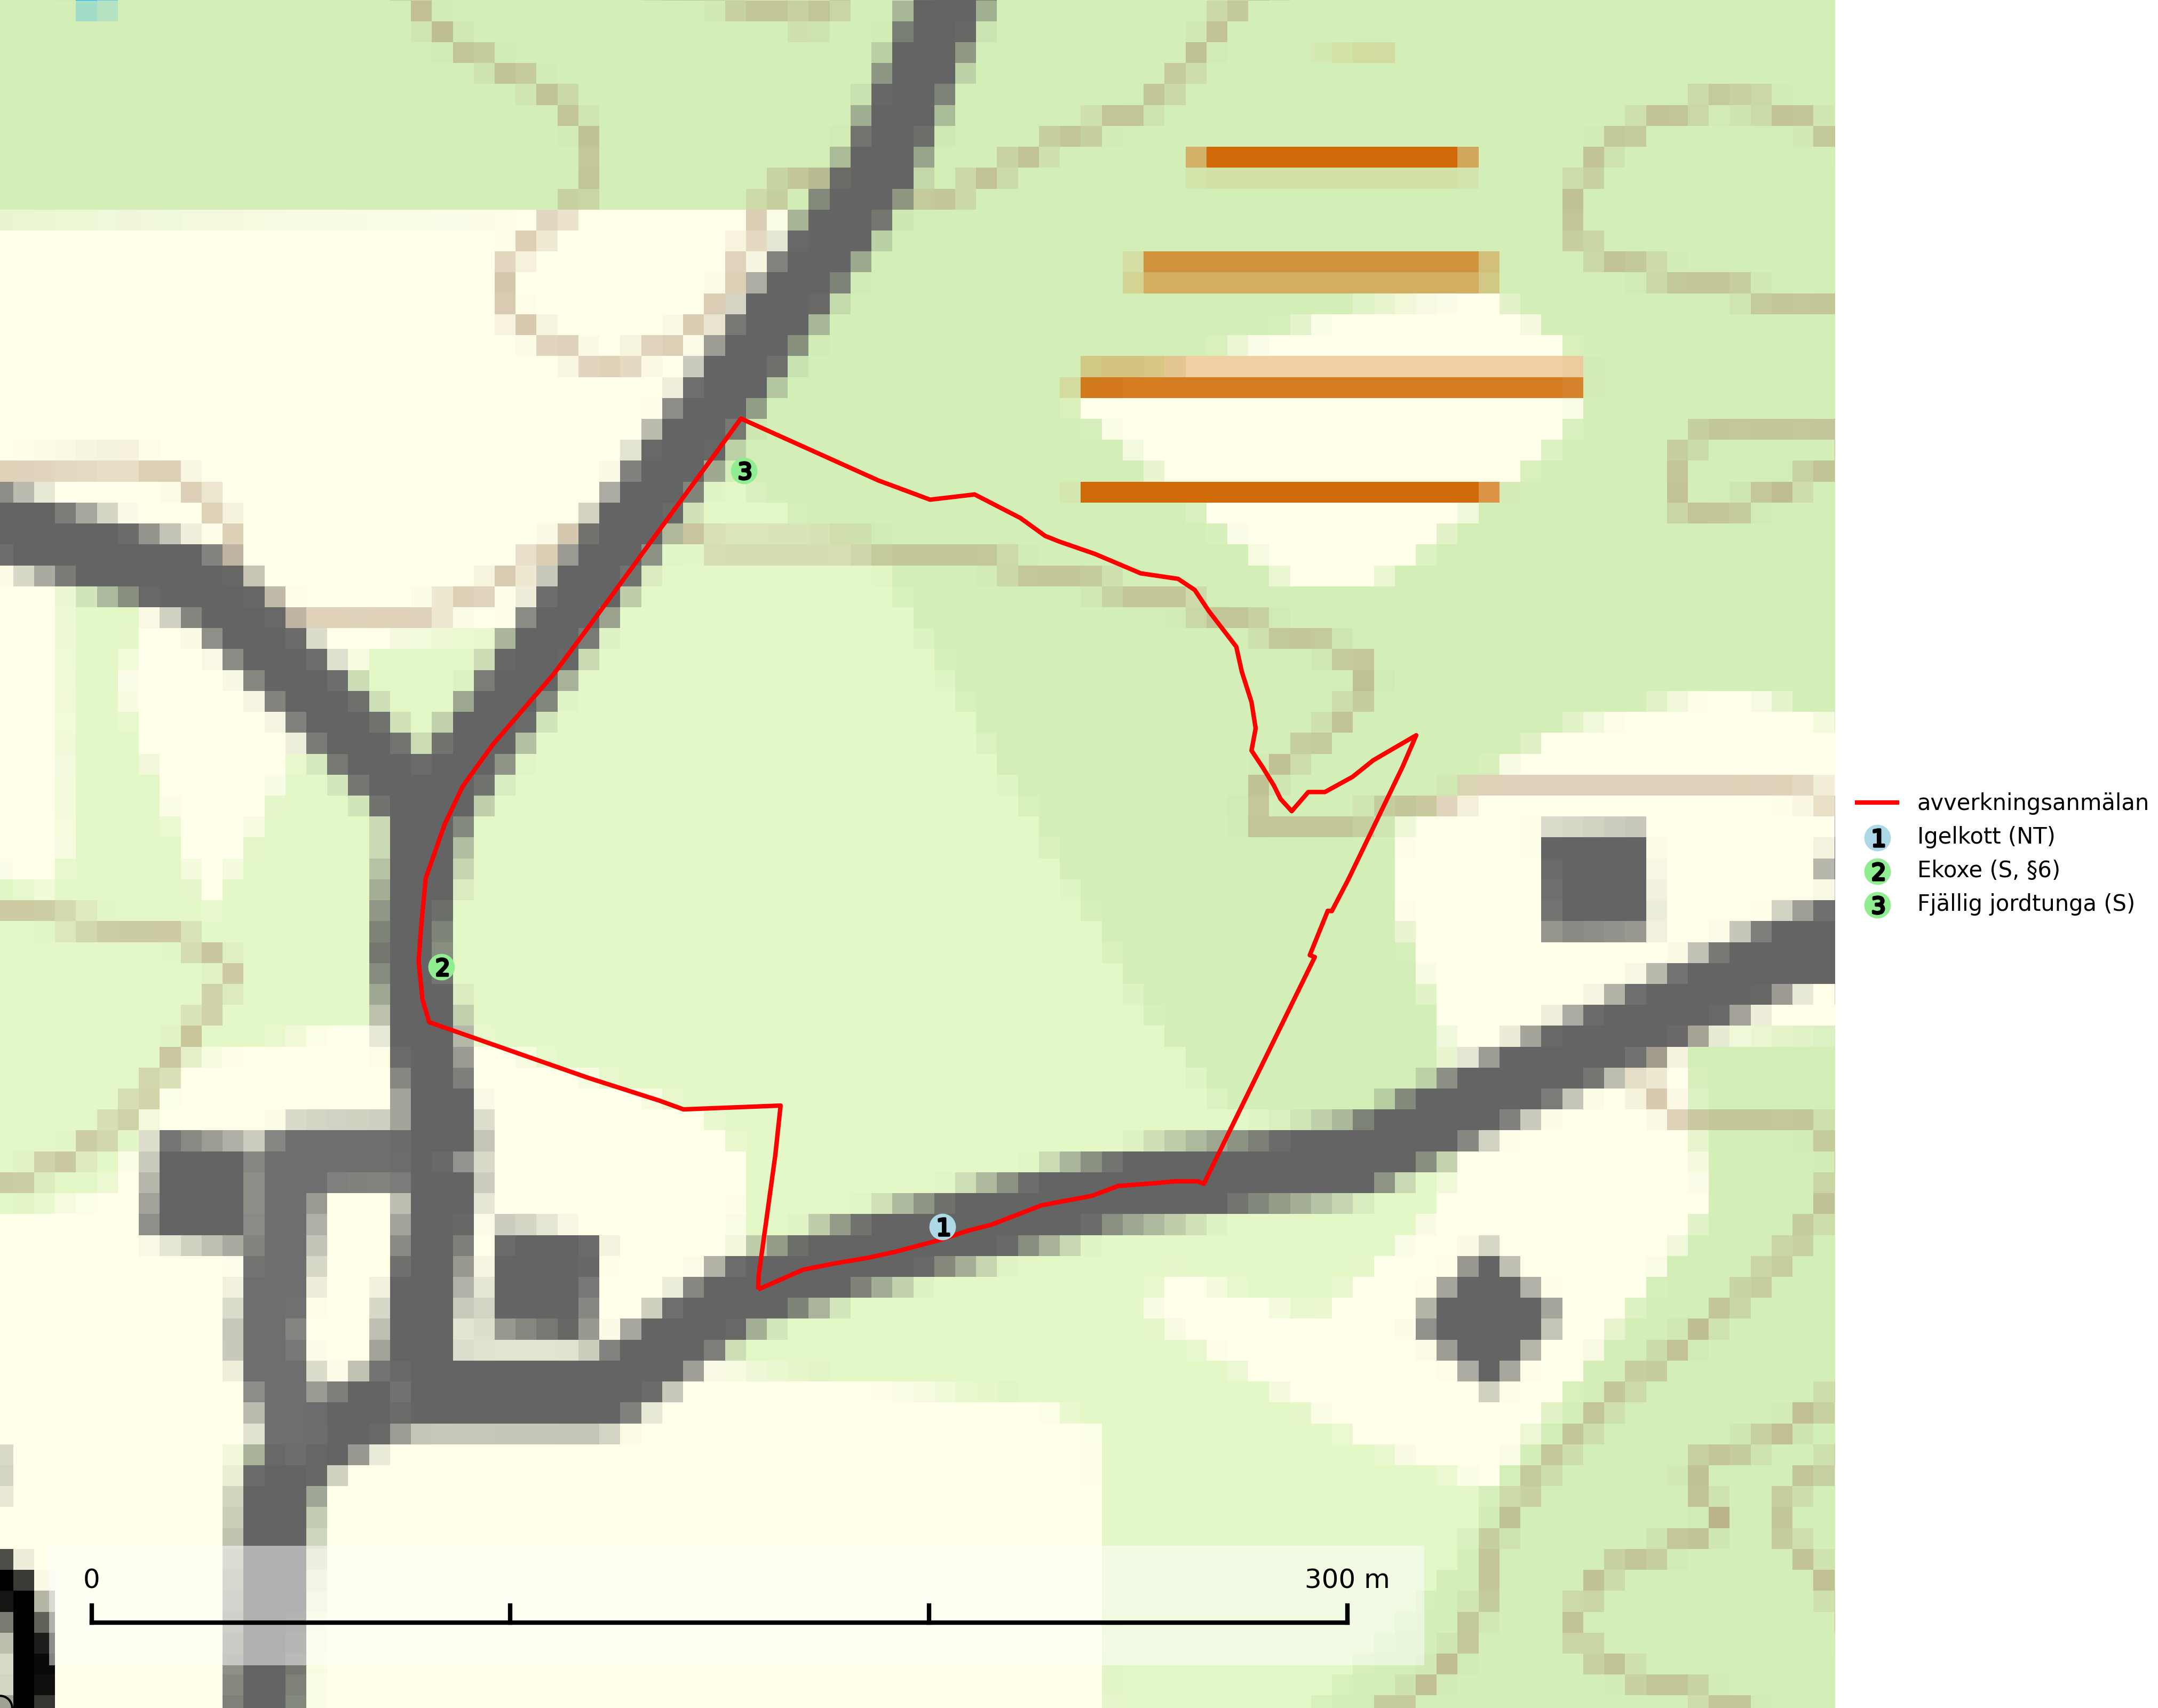 3
2
1
avverkningsanmälan
1 Igelkott (NT)
2 Ekoxe (S, §6)
3 Fjällig jordtunga (S)
0 300 m